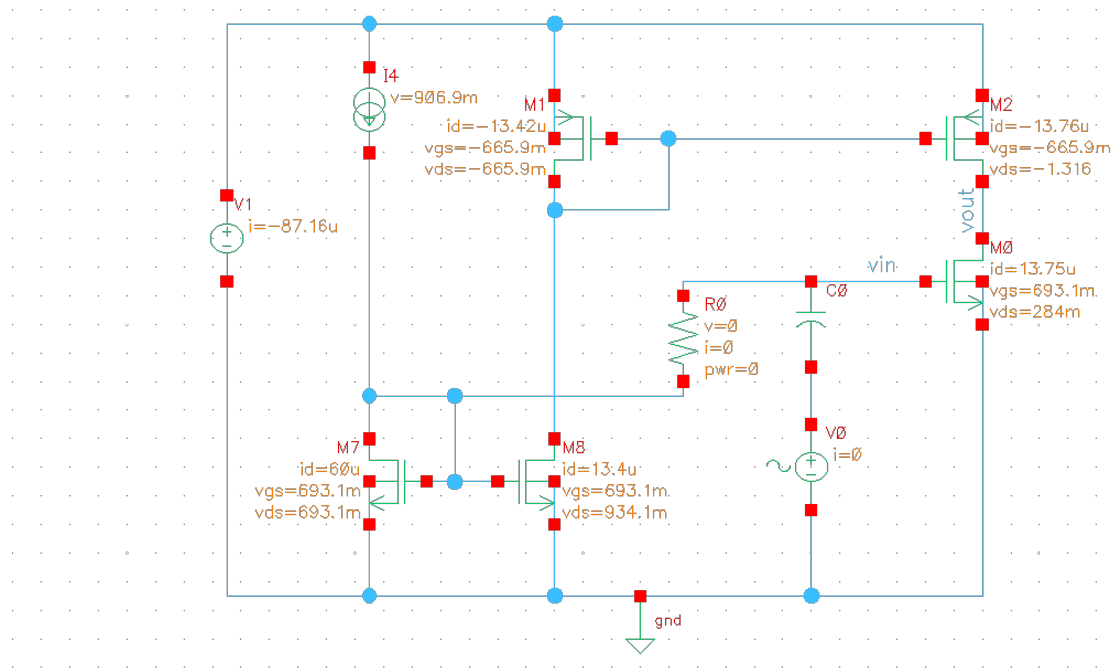 I4
v=906.9m
M1
id=-13.42u
vgs=-665.9m
vds=-665.9m
M2
id=-13.76u
vgs=-665.9m
vds=-1.316
V1
i=-87.16u
vout
M0
id=13.75u
vgs=693.1m
vds=284m
vin
C0
R0
v=0
i=0
pwr=0
M7
id=60u
vgs=693.1m
vds=693.1m
M8
id=13.4u
vgs=693.1m
vds=934.1m
V0
i=0
gnd